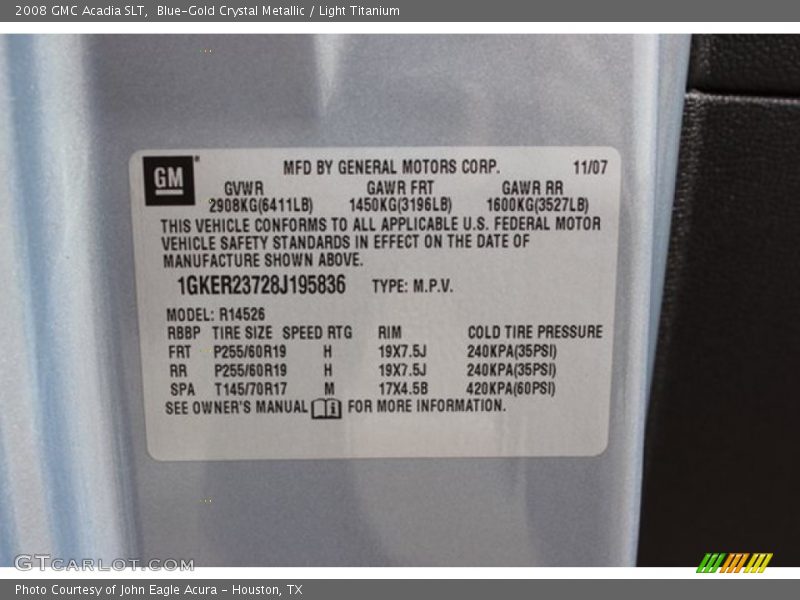 2008 GMC Acadia SLT, Blue-Gold Crystal Metallic / Light Titanium
GM MFD BY GENERAL MOTORS CORP. 11/07
GVWR GAWR FRT GAWR RR
2908KG(6411LB) 1450KG(3196LB) 1600KG(3527LB)
THIS VEHICLE CONFORMS TO ALL APPLICABLE U.S. FEDERAL MOTOR
VEHICLE SAFETY STANDARDS IN EFFECT ON THE DATE OF
MANUFACTURE SHOWN ABOVE.
1GKER23728J195836 TYPE: M.P.V.
MODEL: R14526
RBBP TIRE SIZE SPEED RTG RIM COLD TIRE PRESSURE
FRT P255/60R19 H 19X7.5J 240KPA(35PSI)
RR P255/60R19 H 19X7.5J 240KPA(35PSI)
SPA T145/70R17 M 17X4.5B 420KPA(60PSI)
SEE OWNER'S MANUAL FOR MORE INFORMATION.
GTcarlot.com
Photo Courtesy of John Eagle Acura - Houston, TX